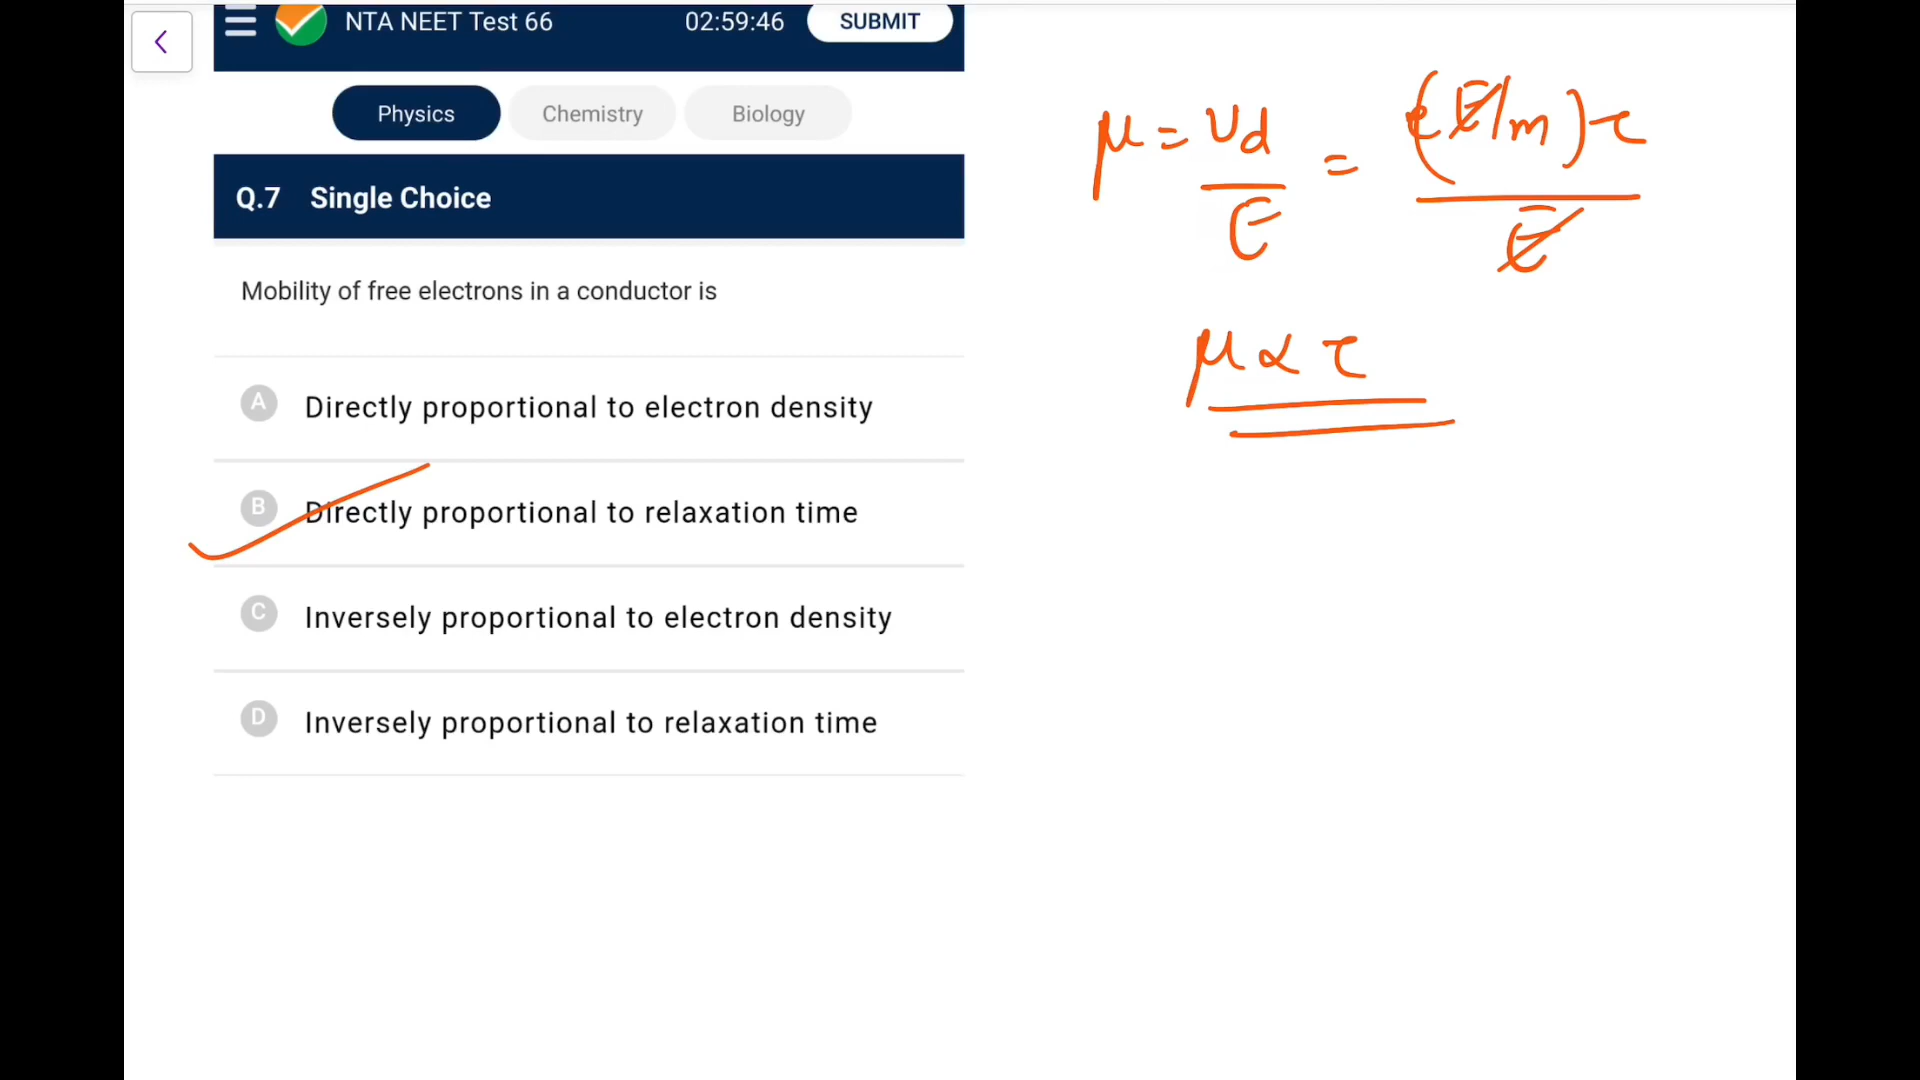 NTA NEET Test 66 02:59:46 SUBMIT
Physics Chemistry Biology
Q.7 Single Choice
Mobility of free electrons in a conductor is
A Directly proportional to electron density
B Directly proportional to relaxation time
C Inversely proportional to electron density
D Inversely proportional to relaxation time
μ = vd/E = (eE/m)τ/E
μ ∝ τ